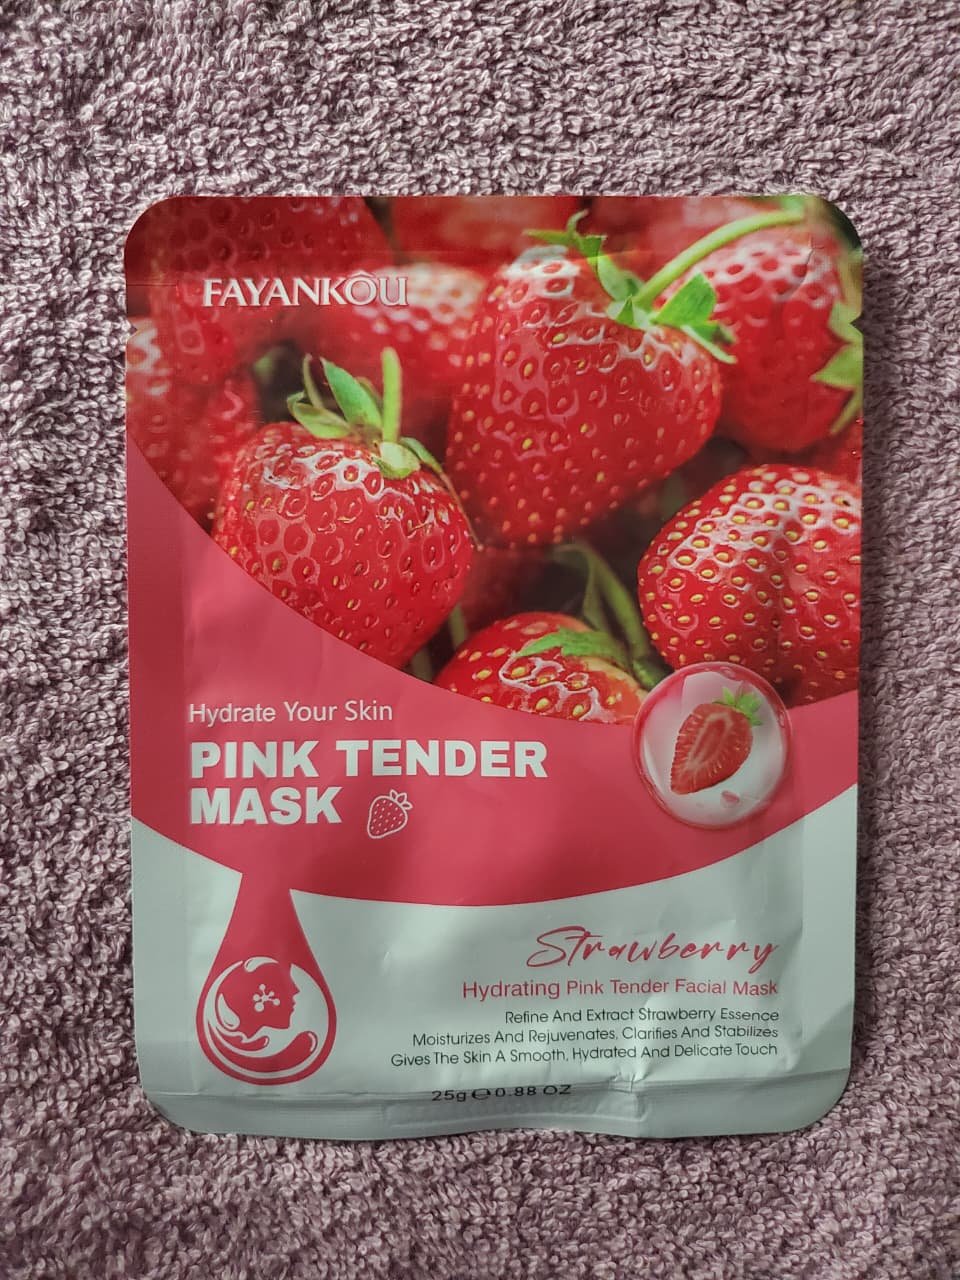 FAYANKÔU
Hydrate Your Skin
PINK TENDER
MASK
Strawberry
Hydrating Pink Tender Facial Mask
Refine And Extract Strawberry Essence
Moisturizes And Rejuvenates, Clarifies And Stabilizes
Gives The Skin A Smooth, Hydrated And Delicate Touch
25g ℮ 0.88 OZ